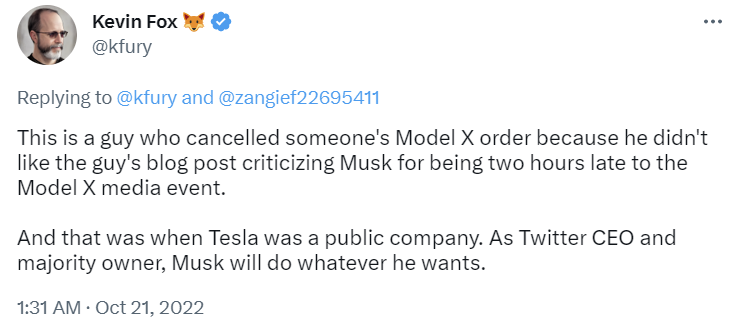 Kevin Fox 🦊
@kfury
Replying to @kfury and @zangief22695411
This is a guy who cancelled someone's Model X order because he didn't
like the guy's blog post criticizing Musk for being two hours late to the
Model X media event.
And that was when Tesla was a public company. As Twitter CEO and
majority owner, Musk will do whatever he wants.
1:31 AM · Oct 21, 2022